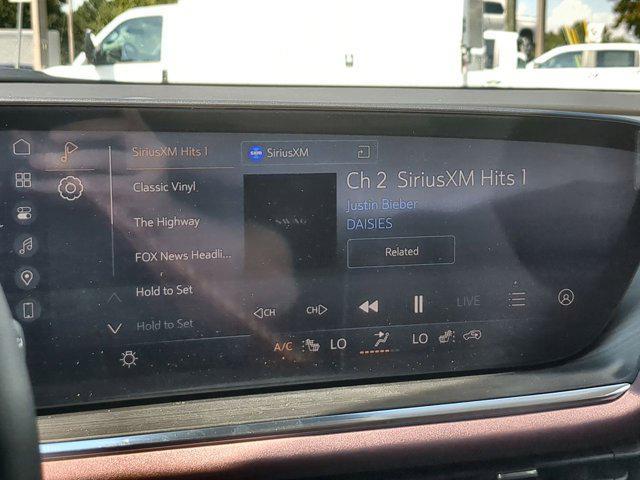 SiriusXM Hits 1
SiriusXM
Classic Vinyl
The Highway
FOX News Headli...
Hold to Set
Hold to Set
Ch 2 SiriusXM Hits 1
Justin Bieber
DAISIES
Related
CH
CH
LIVE
A/C
LO
LO